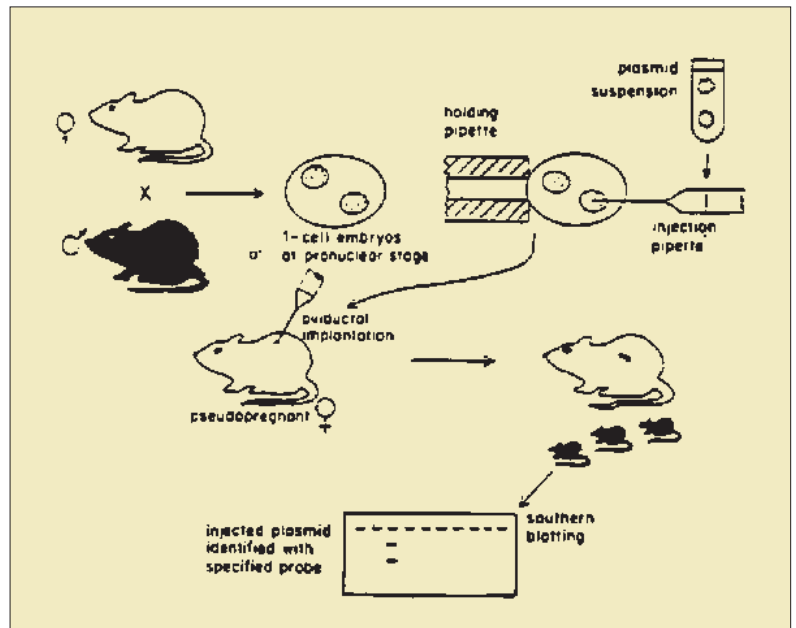 plasmid
suspension
holding
pipette
X
injection
piperte
1-cell embryos
at pronuclear stage
oviductal
implantation
pseudopregnant
southern
blotting
injected plasmid
identified with
specified probe